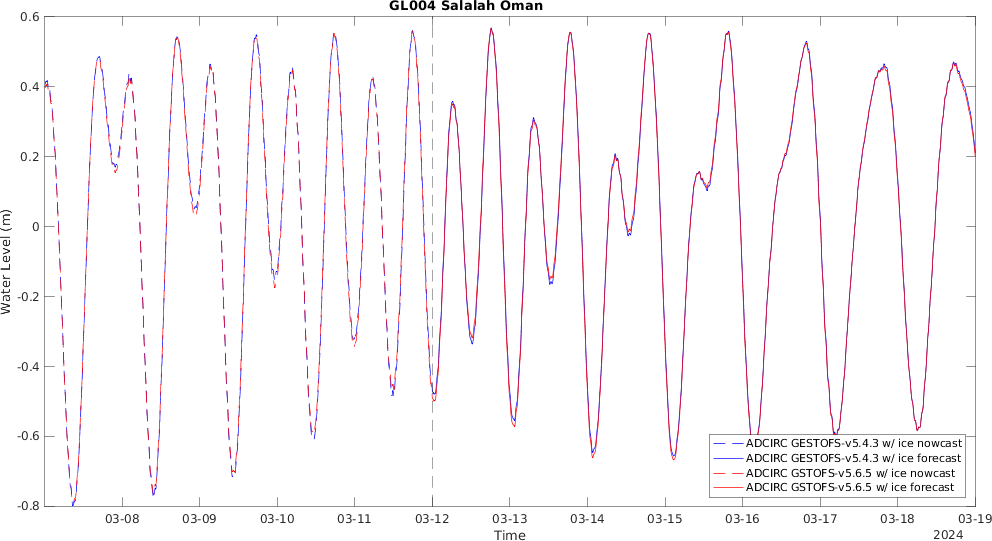 GL004 Salalah Oman
0.6
0.4
0.2
0
-0.2
-0.4
-0.6
-0.8
Water Level (m)
ADCIRC GESTOFS-v5.4.3 w/ ice nowcast
ADCIRC GESTOFS-v5.4.3 w/ ice forecast
ADCIRC GSTOFS-v5.6.5 w/ ice nowcast
ADCIRC GSTOFS-v5.6.5 w/ ice forecast
03-08 03-09 03-10 03-11 03-12 03-13 03-14 03-15 03-16 03-17 03-18 03-19
Time
2024